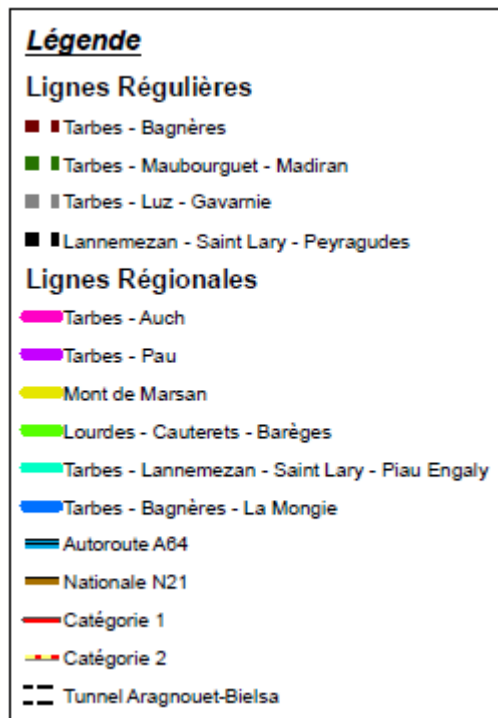 Légende
Lignes Régulières
Tarbes - Bagnères
Tarbes - Maubourguet - Madiran
Tarbes - Luz - Gavarnie
Lannemezan - Saint Lary - Peyragudes
Lignes Régionales
Tarbes - Auch
Tarbes - Pau
Mont de Marsan
Lourdes - Cauterets - Barèges
Tarbes - Lannemezan - Saint Lary - Piau Engaly
Tarbes - Bagnères - La Mongie
Autoroute A64
Nationale N21
Catégorie 1
Catégorie 2
Tunnel Aragnouet-Bielsa